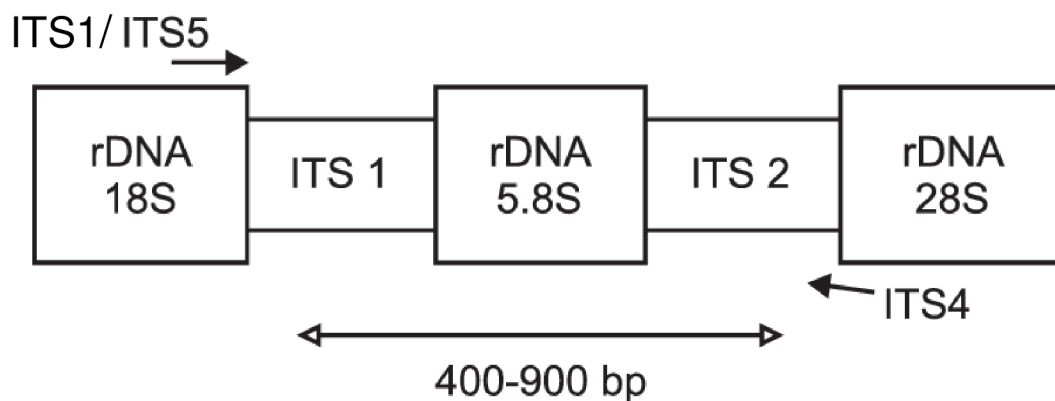 ITS1/ ITS5
rDNA
18S
ITS 1
rDNA
5.8S
ITS 2
rDNA
28S
ITS4
400-900 bp